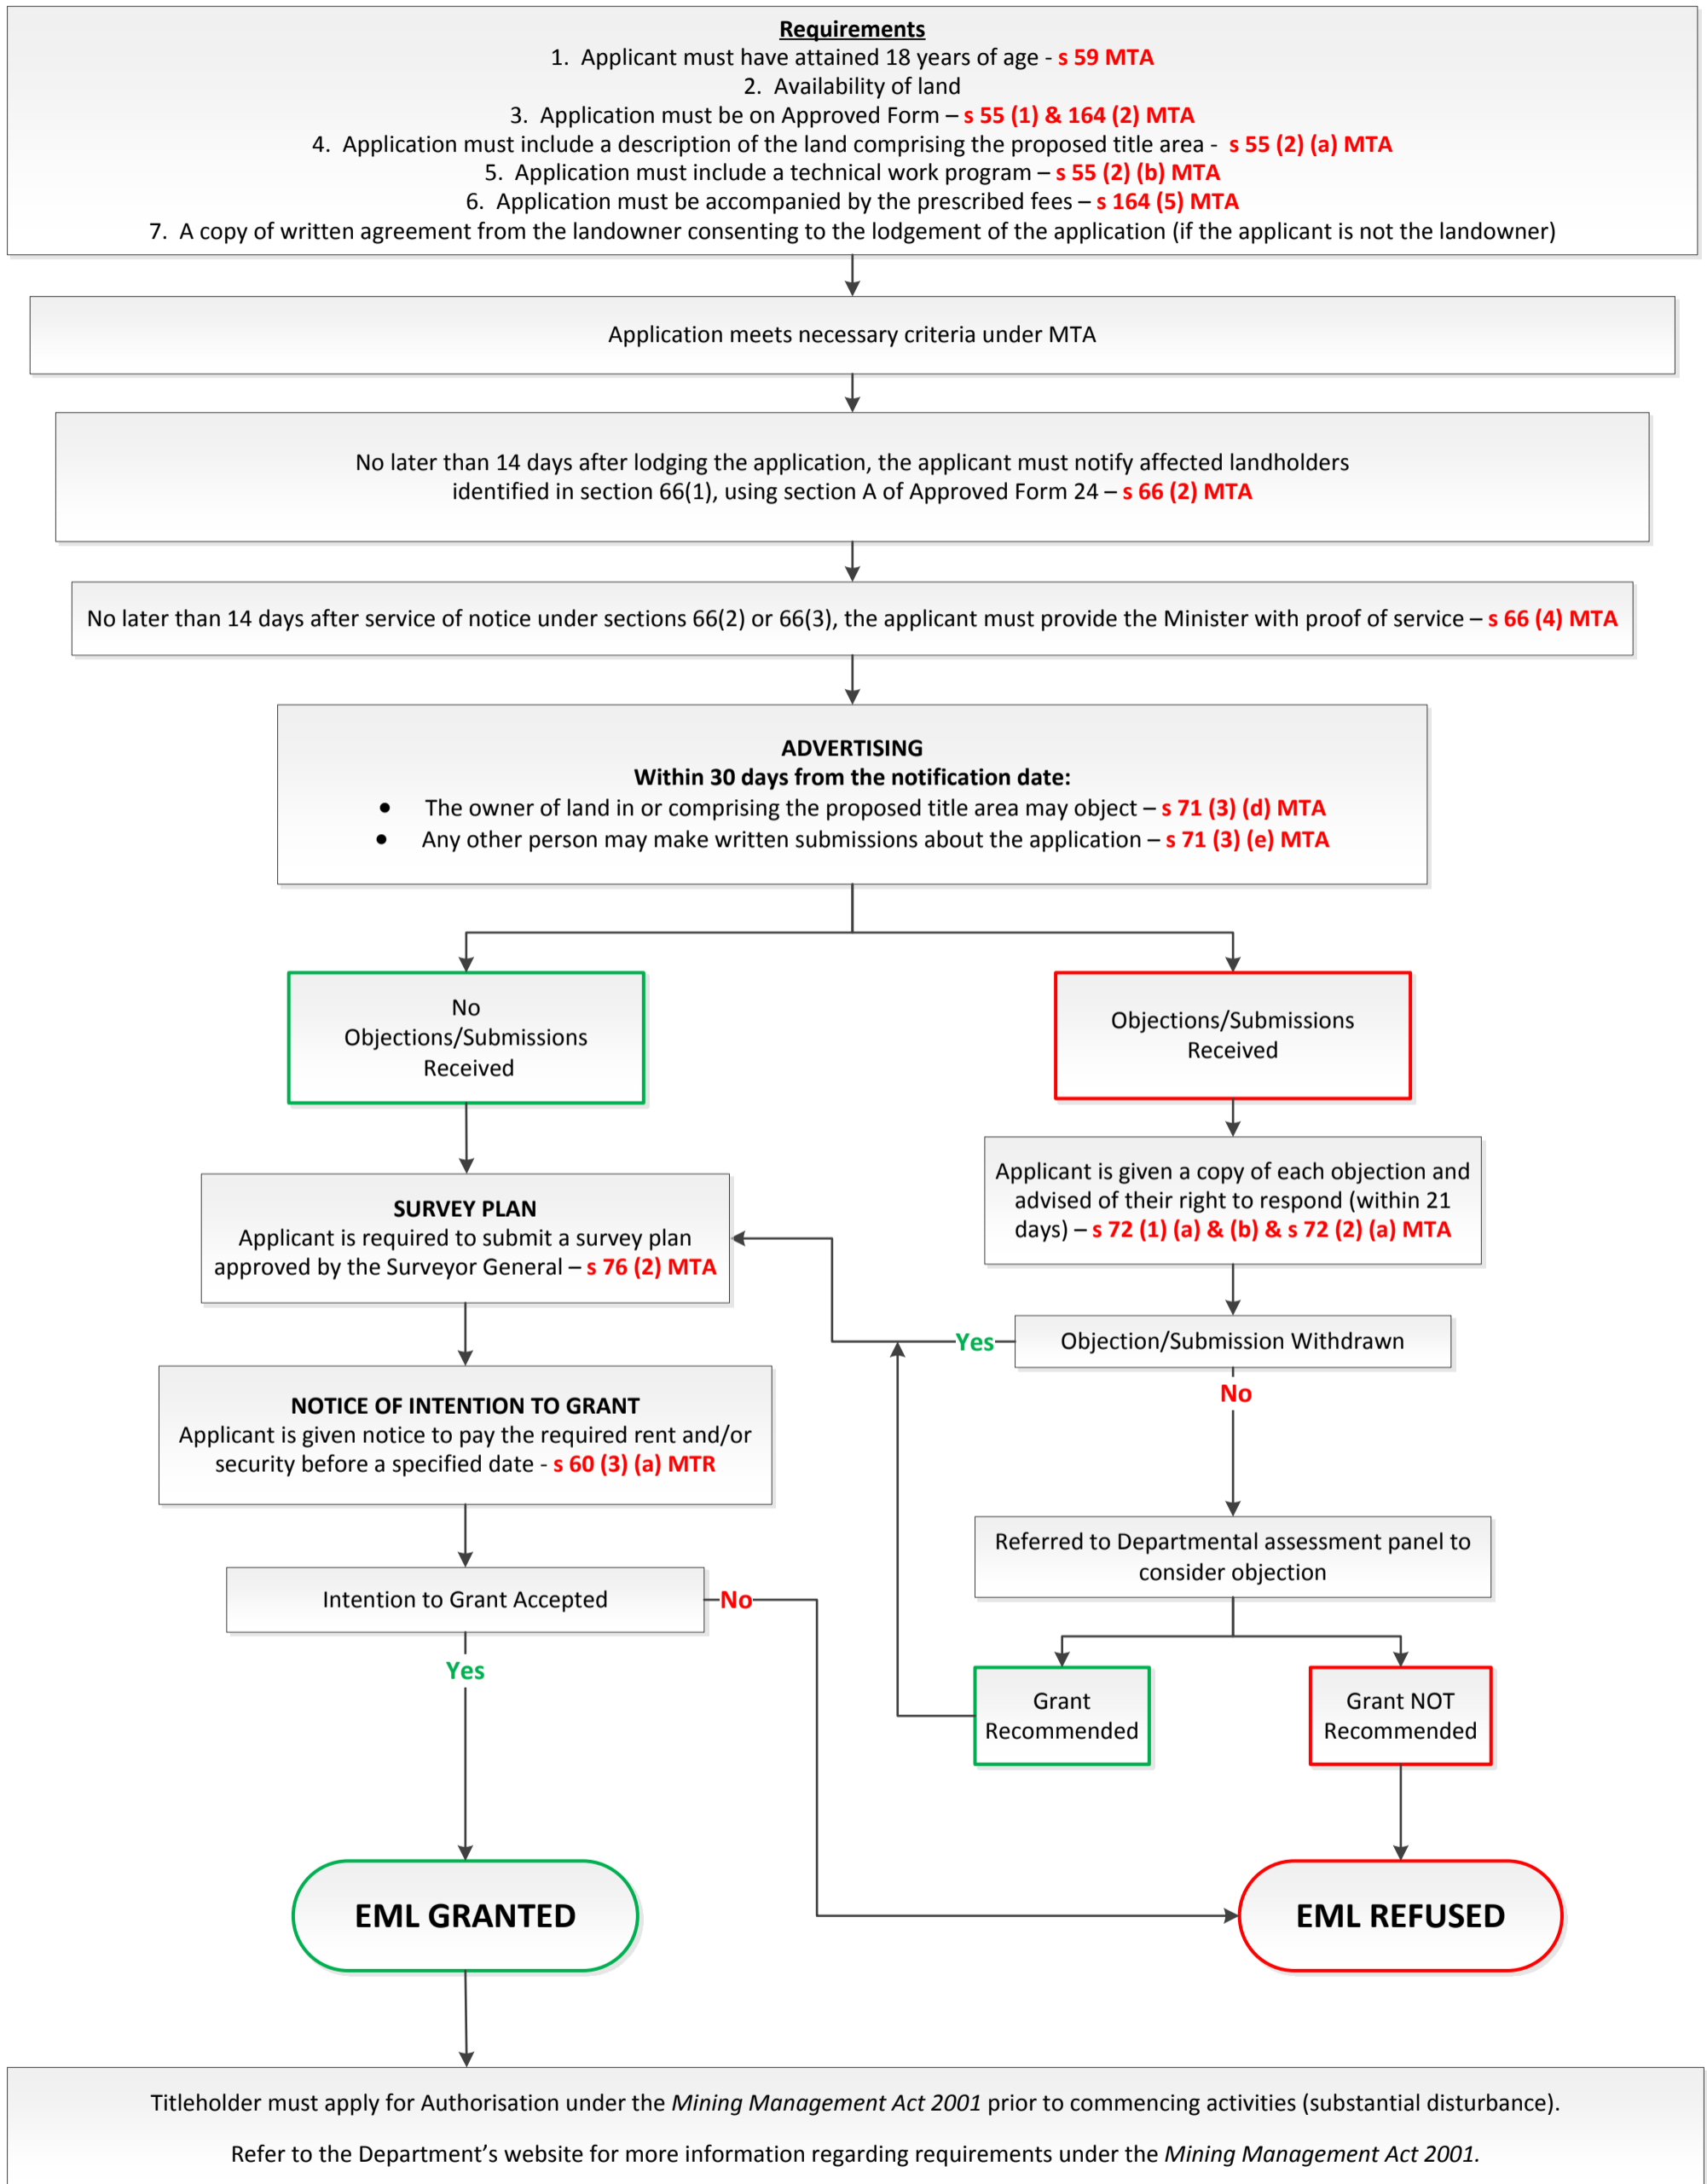 Requirements
1. Applicant must have attained 18 years of age - s 59 MTA
2. Availability of land
3. Application must be on Approved Form – s 55 (1) & 164 (2) MTA
4. Application must include a description of the land comprising the proposed title area - s 55 (2) (a) MTA
5. Application must include a technical work program – s 55 (2) (b) MTA
6. Application must be accompanied by the prescribed fees – s 164 (5) MTA
7. A copy of written agreement from the landowner consenting to the lodgement of the application (if the applicant is not the landowner)
Application meets necessary criteria under MTA
No later than 14 days after lodging the application, the applicant must notify affected landholders
identified in section 66(1), using section A of Approved Form 24 – s 66 (2) MTA
No later than 14 days after service of notice under sections 66(2) or 66(3), the applicant must provide the Minister with proof of service – s 66 (4) MTA
ADVERTISING
Within 30 days from the notification date:
• The owner of land in or comprising the proposed title area may object – s 71 (3) (d) MTA
• Any other person may make written submissions about the application – s 71 (3) (e) MTA
No
Objections/Submissions
Received
Objections/Submissions
Received
Applicant is given a copy of each objection and
advised of their right to respond (within 21
days) – s 72 (1) (a) & (b) & s 72 (2) (a) MTA
SURVEY PLAN
Applicant is required to submit a survey plan
approved by the Surveyor General – s 76 (2) MTA
Yes
Objection/Submission Withdrawn
No
NOTICE OF INTENTION TO GRANT
Applicant is given notice to pay the required rent and/or
security before a specified date - s 60 (3) (a) MTR
Referred to Departmental assessment panel to
consider objection
Intention to Grant Accepted
No
Yes
Grant
Recommended
Grant NOT
Recommended
EML GRANTED
EML REFUSED
Titleholder must apply for Authorisation under the Mining Management Act 2001 prior to commencing activities (substantial disturbance).
Refer to the Department’s website for more information regarding requirements under the Mining Management Act 2001.